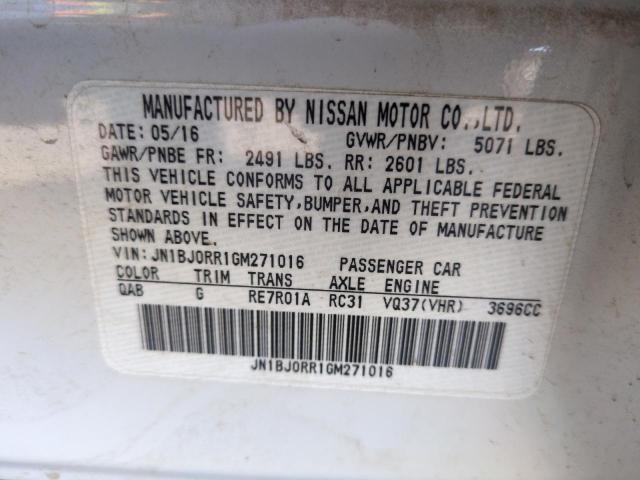 MANUFACTURED BY NISSAN MOTOR CO.,LTD.
DATE: 05/16 GVWR/PNBV: 5071 LBS.
GAWR/PNBE FR: 2491 LBS. RR: 2601 LBS.
THIS VEHICLE CONFORMS TO ALL APPLICABLE FEDERAL
MOTOR VEHICLE SAFETY,BUMPER,AND THEFT PREVENTION
STANDARDS IN EFFECT ON THE DATE OF MANUFACTURE
SHOWN ABOVE.
VIN:JN1BJ0RR1GM271016 PASSENGER CAR
COLOR TRIM TRANS AXLE ENGINE
QAB G RE7R01A RC31 VQ37(VHR) 3696CC
JN1BJ0RR1GM271016